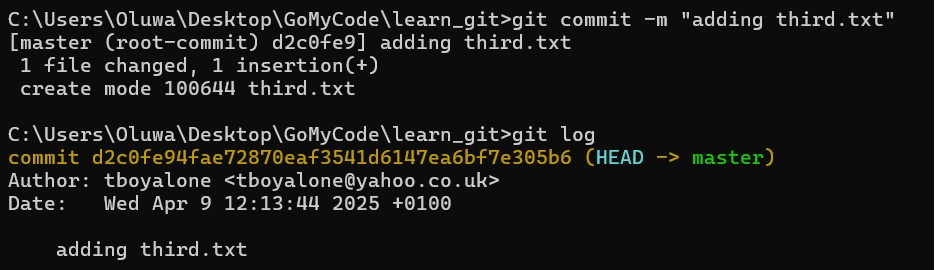 C:\Users\Oluwa\Desktop\GoMyCode\learn_git>git commit -m "adding third.txt"
[master (root-commit) d2c0fe9] adding third.txt
 1 file changed, 1 insertion(+)
 create mode 100644 third.txt

C:\Users\Oluwa\Desktop\GoMyCode\learn_git>git log
commit d2c0fe94fae72870eaf3541d6147ea6bf7e305b6 (HEAD -> master)
Author: tboyalone <tboyalone@yahoo.co.uk>
Date:   Wed Apr 9 12:13:44 2025 +0100

    adding third.txt